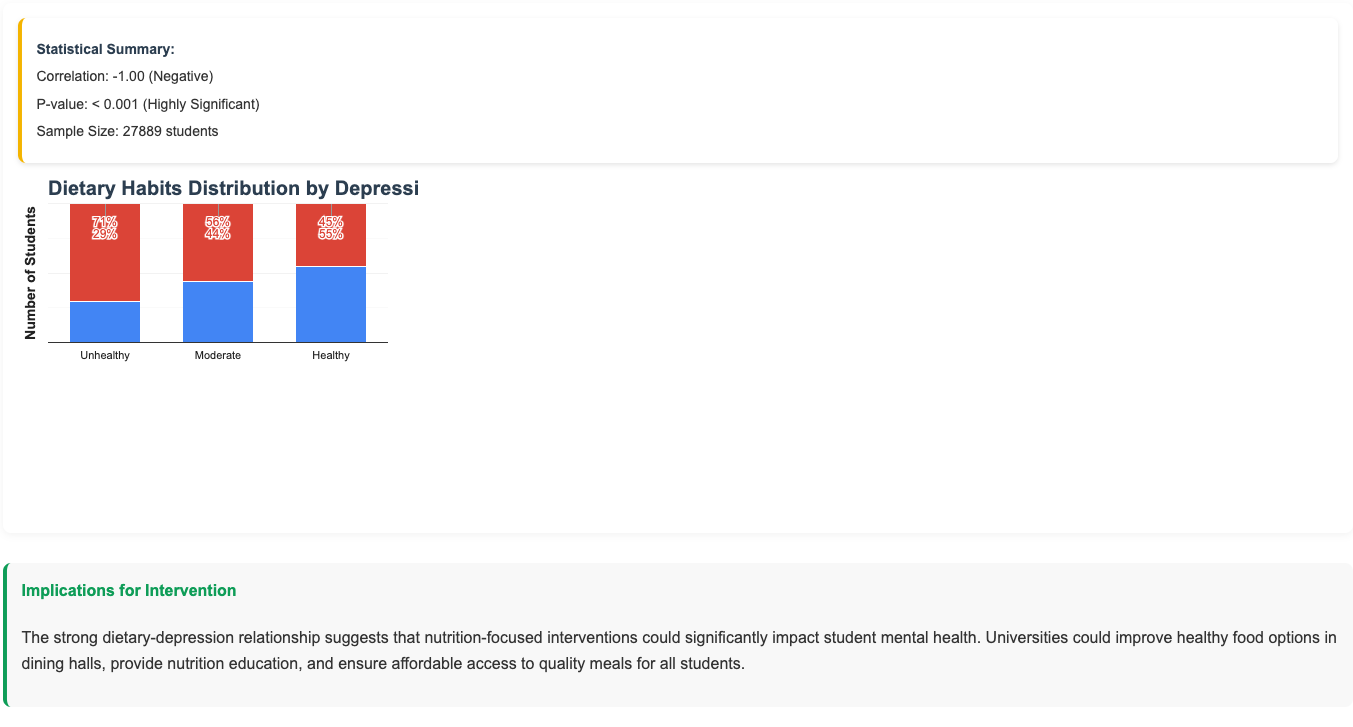 Statistical Summary:
Correlation: -1.00 (Negative)
P-value: < 0.001 (Highly Significant)
Sample Size: 27889 students
Dietary Habits Distribution by Depressi
Number of Students
71%
29%
56%
44%
45%
55%
Unhealthy
Moderate
Healthy
Implications for Intervention
The strong dietary-depression relationship suggests that nutrition-focused interventions could significantly impact student mental health. Universities could improve healthy food options in
dining halls, provide nutrition education, and ensure affordable access to quality meals for all students.